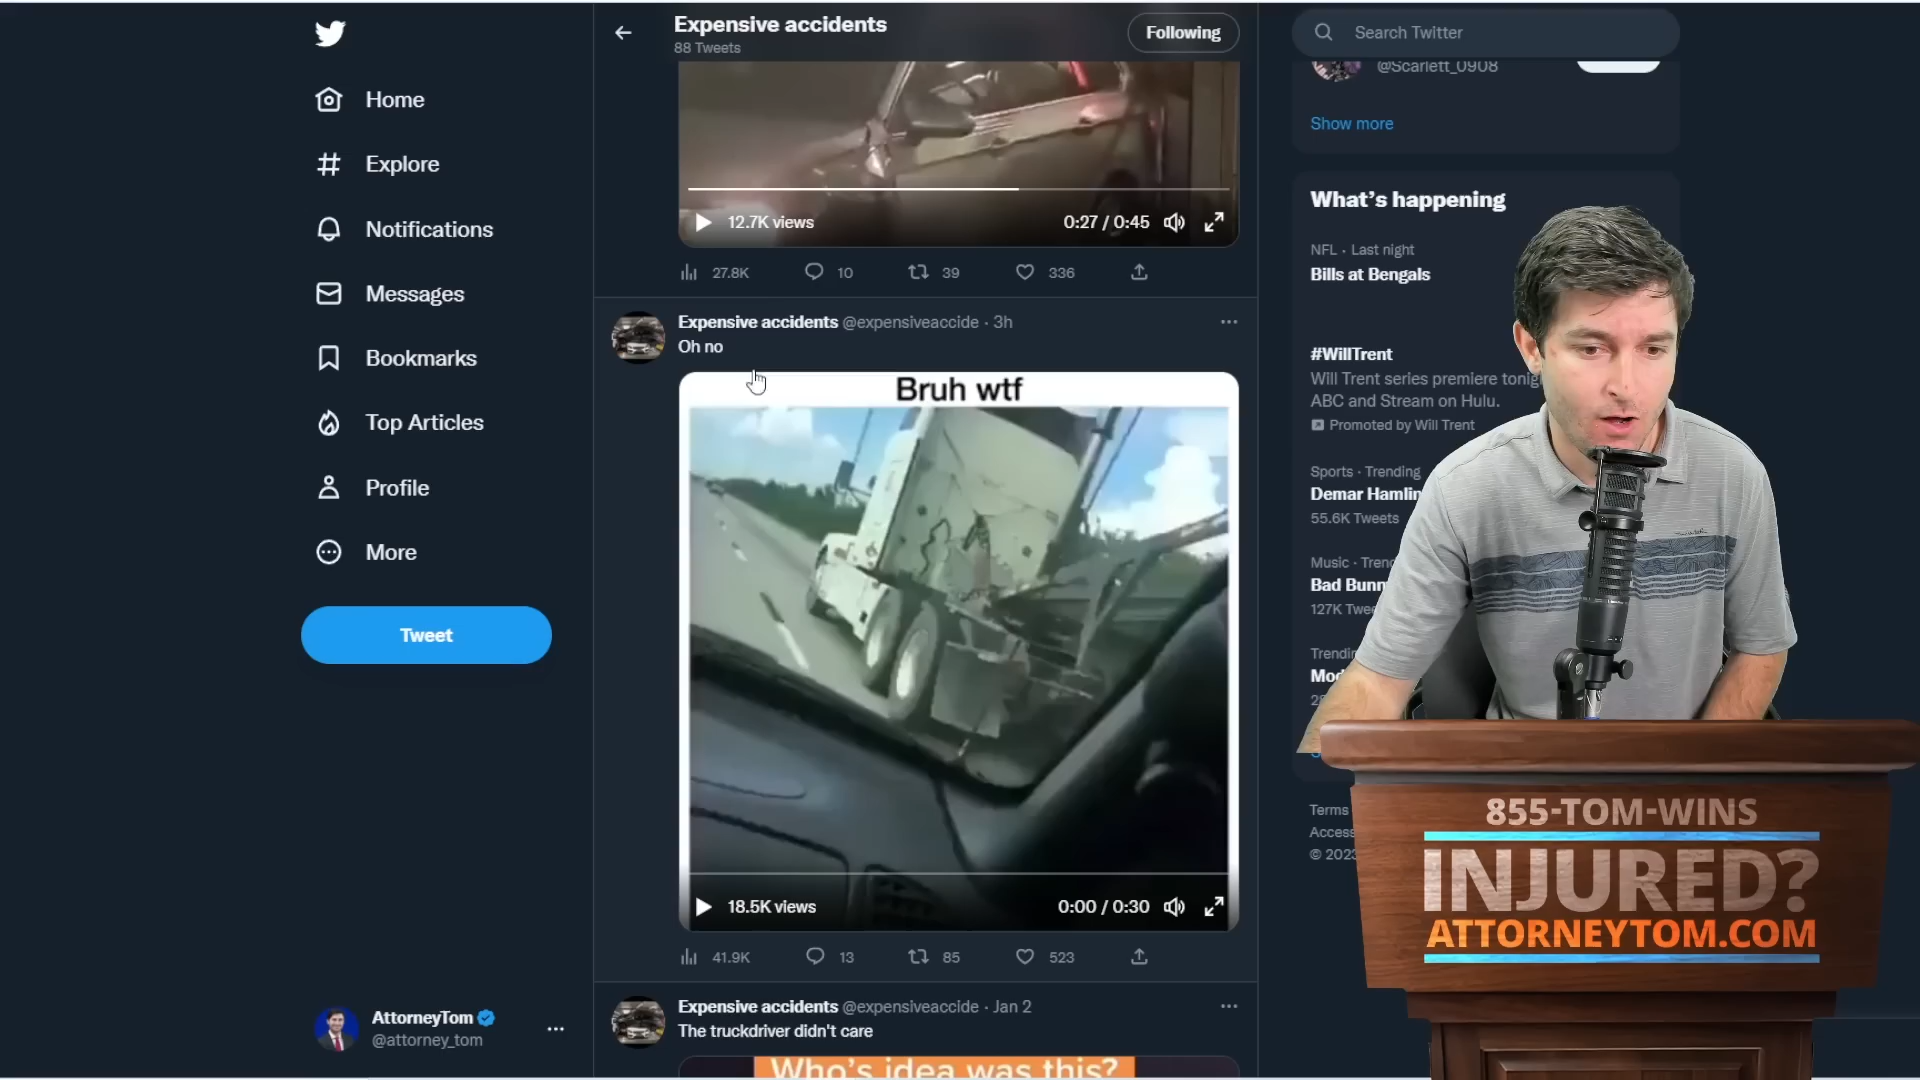 Home
Explore
Notifications
Messages
Bookmarks
Top Articles
Profile
More
Tweet
AttorneyTom
@attorney_tom
Expensive accidents
88 Tweets
Following
12.7K views
0:27 / 0:45
27.8K
10
39
336
Expensive accidents @expensiveaccide · 3h
Oh no
Bruh wtf
18.5K views
0:00 / 0:30
41.9K
13
85
523
Expensive accidents @expensiveaccide · Jan 2
The truckdriver didn't care
Who's idea was this?
Search Twitter
@Scarlett_0908
Show more
What's happening
NFL · Last night
Bills at Bengals
#WillTrent
Will Trent series premiere
ABC and Stream on Hulu.
Promoted by Will Trent
Sports · Trending
Demar
55.6K Tweets
Music ·
Bad
127K
Terms
© 2023
855-TOM-WINS
INJURED?
ATTORNEYTOM.COM